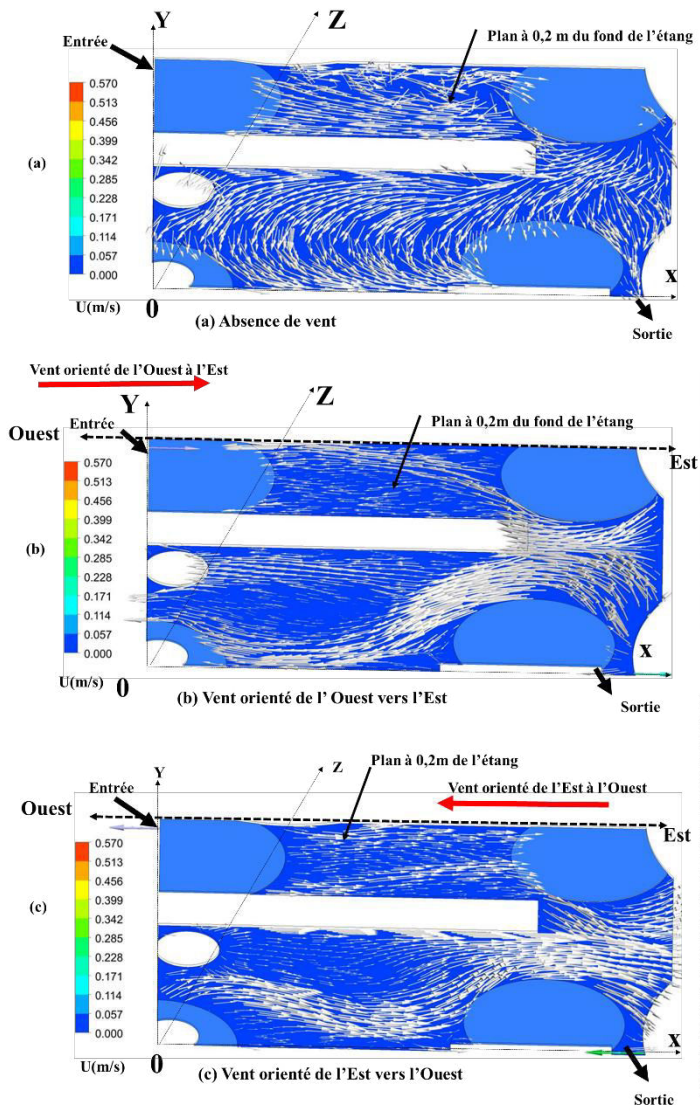 Y
Z
Entrée
Plan à 0,2 m du fond de l'étang
0.570
0.513
0.456
0.399
0.342
0.285
0.228
0.171
0.114
0.057
0.000
(a)
U(m/s)
0
X
(a) Absence de vent
Sortie
Vent orienté de l'Ouest à l'Est
Y
Z
Entrée
Plan à 0,2m du fond de l'étang
Ouest
Est
0.570
0.513
0.456
0.399
0.342
0.285
0.228
0.171
0.114
0.057
0.000
(b)
U(m/s)
0
X
(b) Vent orienté de l' Ouest vers l'Est
Sortie
Y
Z
Plan à 0,2m de l'étang
Entrée
Vent orienté de l'Est à l'Ouest
Ouest
Est
0.570
0.513
0.456
0.399
0.342
0.285
0.228
0.171
0.114
0.057
0.000
(c)
U(m/s)
0
X
(c) Vent orienté de l'Est vers l'Ouest
Sortie